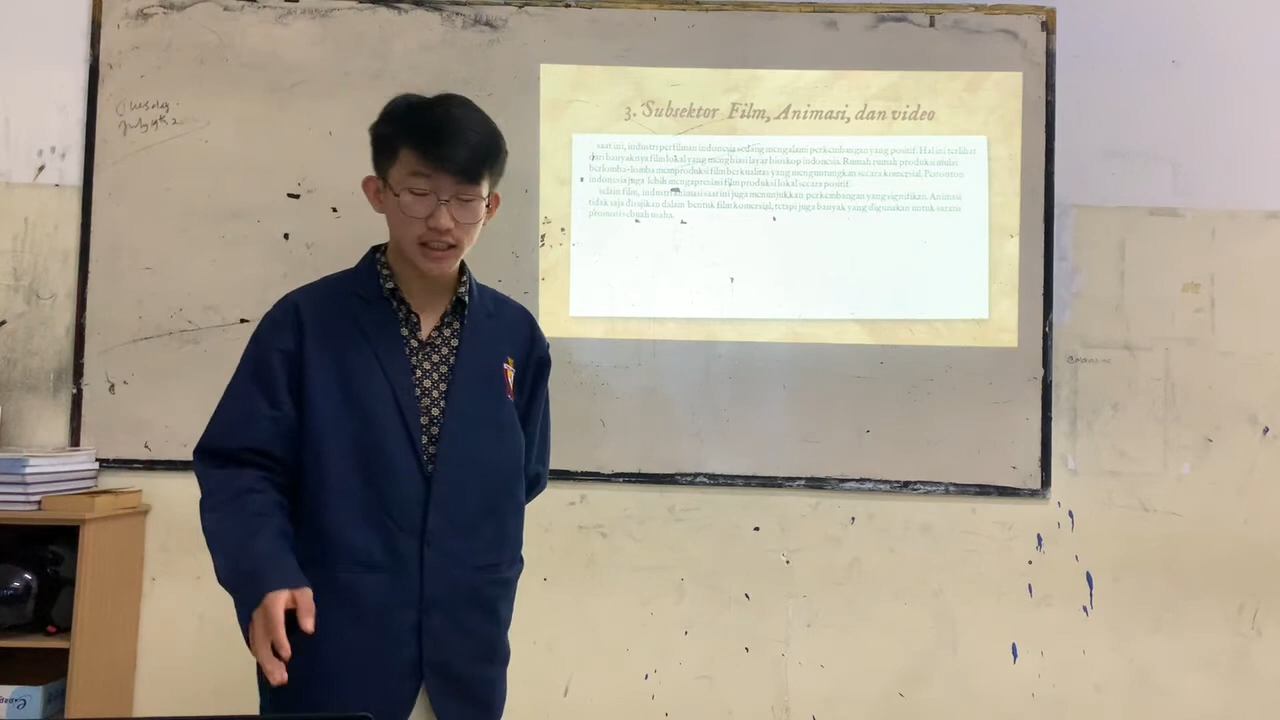 3. Subsektor Film, Animasi, dan video
saat ini, industri perfilman indonesia sedang mengalami perkembangan yang positif. Hal ini terlihat
dari banyaknya film lokal yang menghiasi layar bioskop indonesia. Rumah rumah produksi mulai
berlomba-lomba memproduksi film berkualitas yang menguntungkan secara komersial. Penonton
indonesia juga lebih mengapresiasi film produksi lokal secara positif.
selain film, industri animasi saat ini juga menunjukkan perkembangan yang signifikan. Animasi
tidak saja disajikan dalam bentuk film komersial, tetapi juga banyak yang digunakan untuk sarana
promosi sebuah usaha.